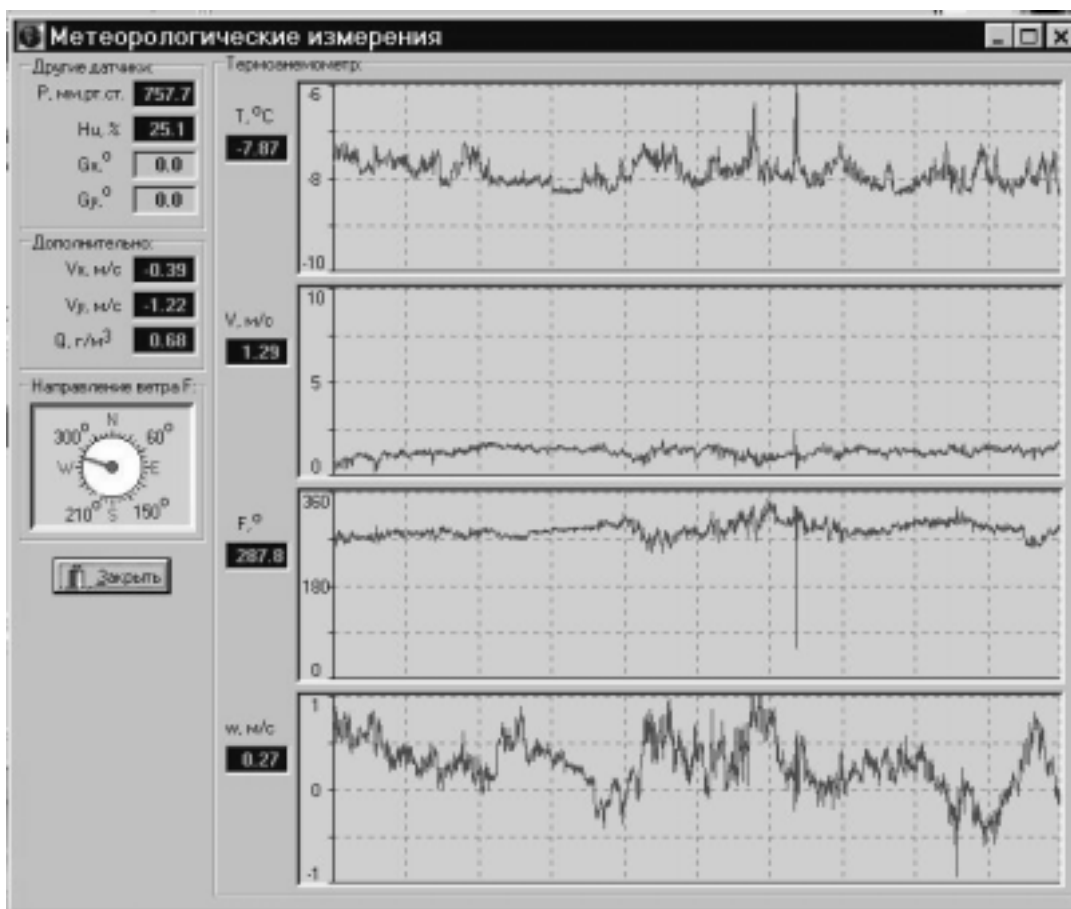 Метеорологические измерения
Другие датчики:
P, мм.рт.ст. 757.7
Hu, % 25.1
Gx,° 0.0
Gy,° 0.0
Дополнительно:
Vx, м/с -0.39
Vy, м/с -1.22
Q, г/м³ 0.68
Направление ветра F:
N
300° 60°
W E
210° S 150°
Закрыть
Термоанемометр:
T,°C
-7.87
-6
-8
-10
V, м/с
1.29
10
5
0
F,°
287.8
360
180
0
w, м/с
0.27
1
0
-1